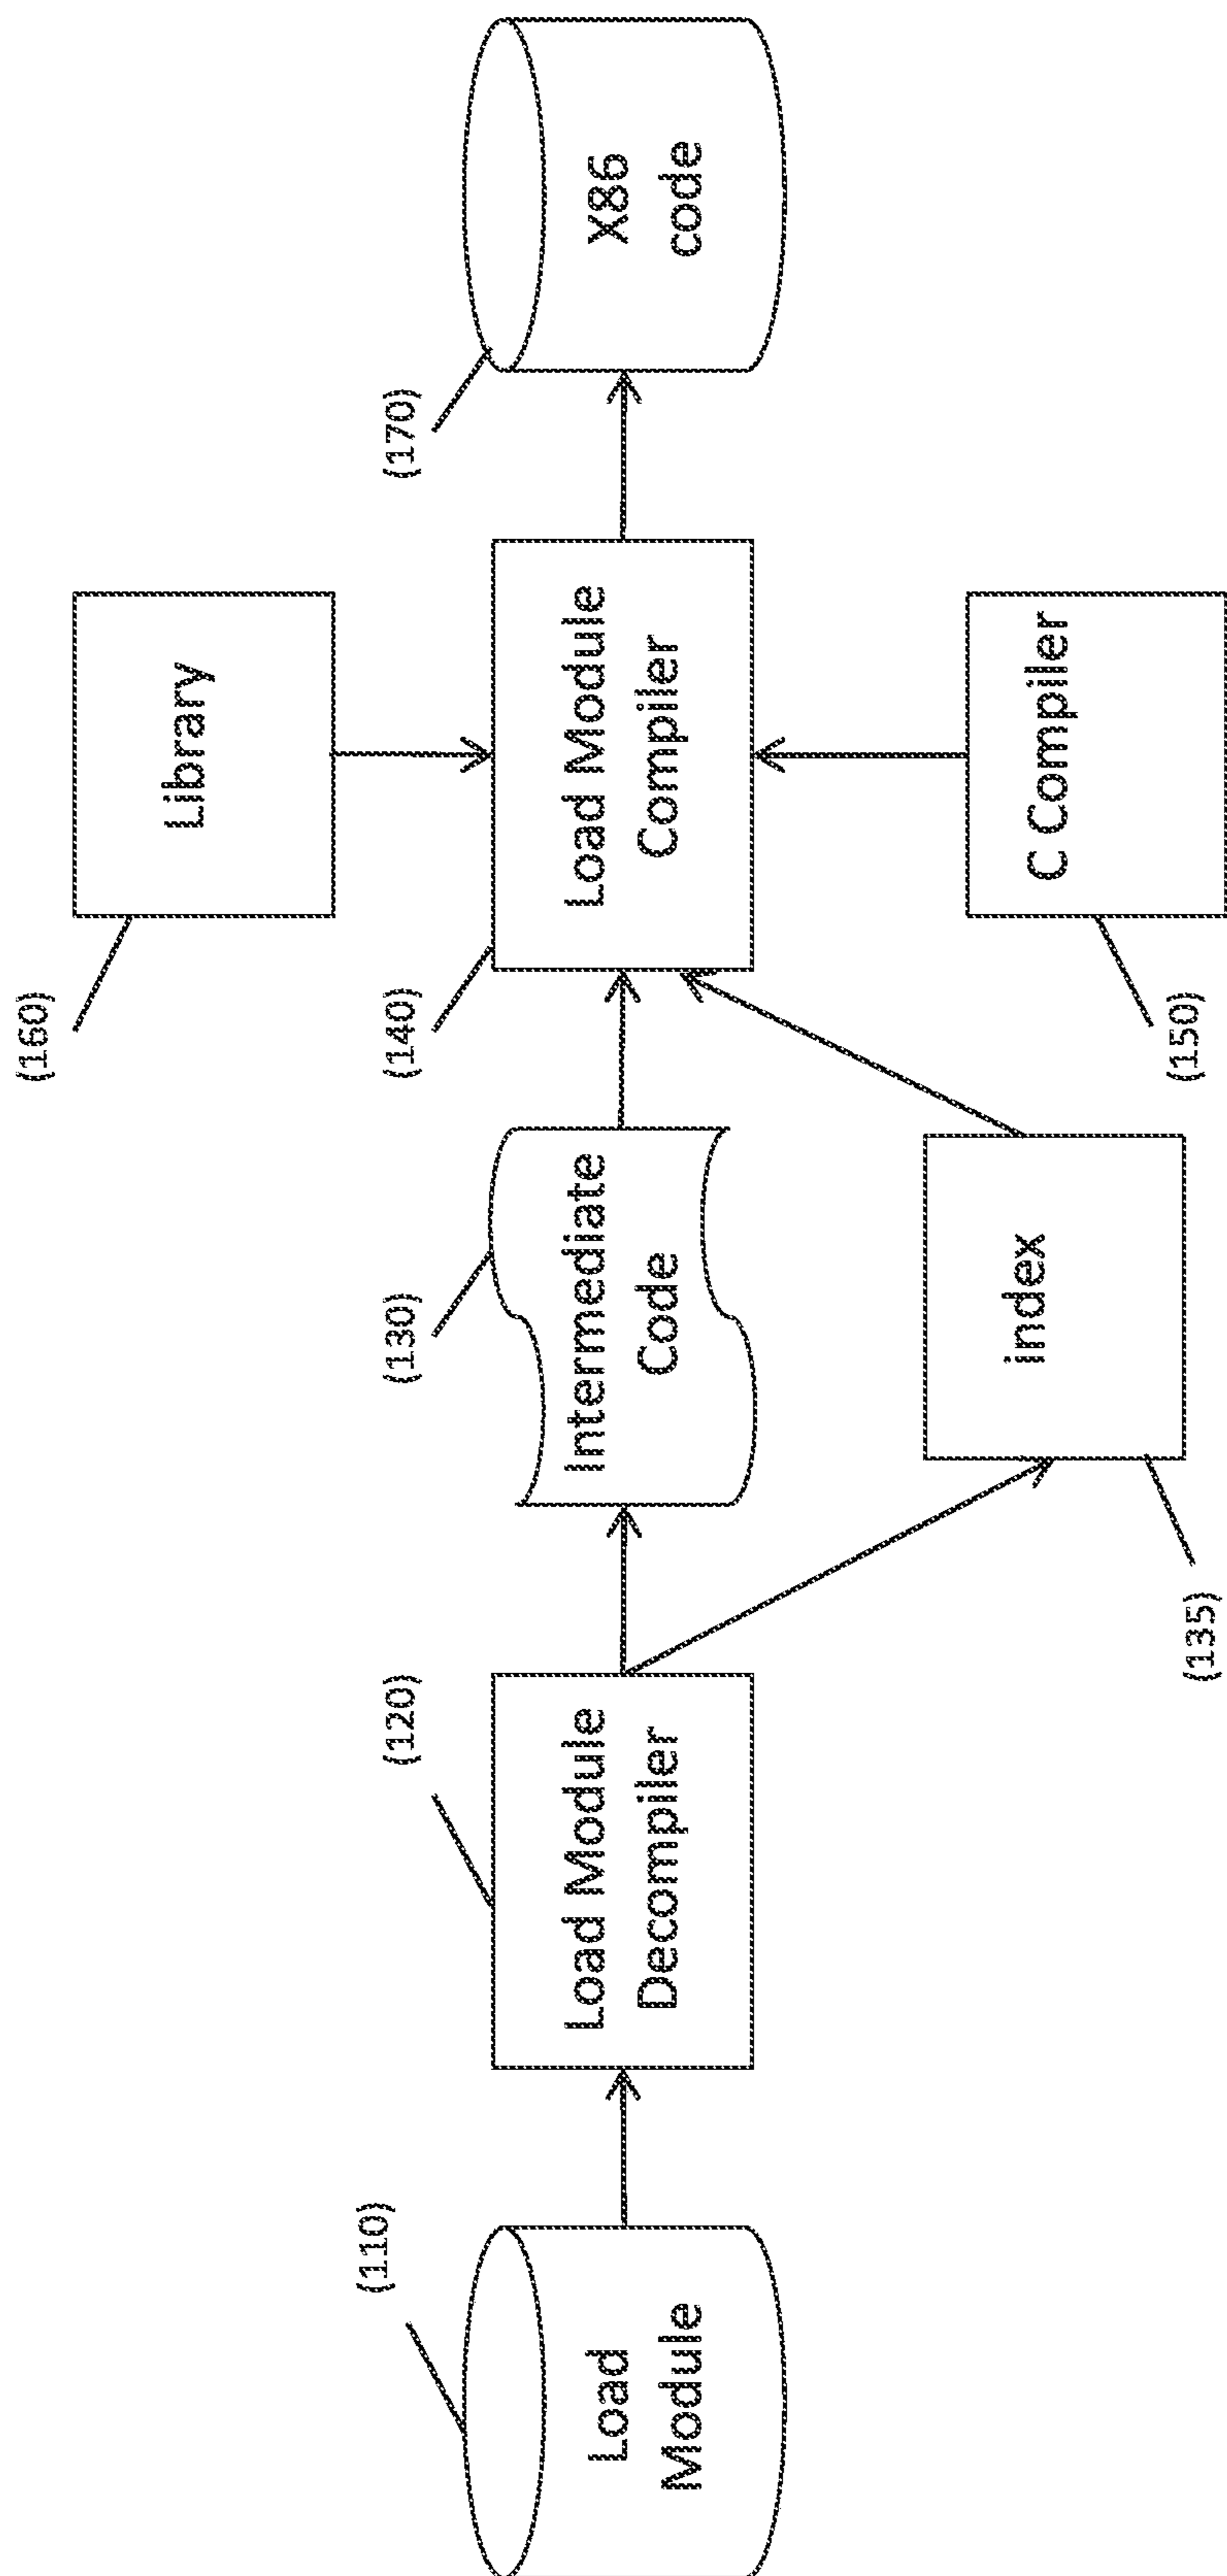 (160)
Library
(110)
Load
Module
(120)
Load Module
Decompiler
(130)
Intermediate
Code
(140)
Load Module
Compiler
(170)
X86
code
index
(135)
C Compiler
(150)